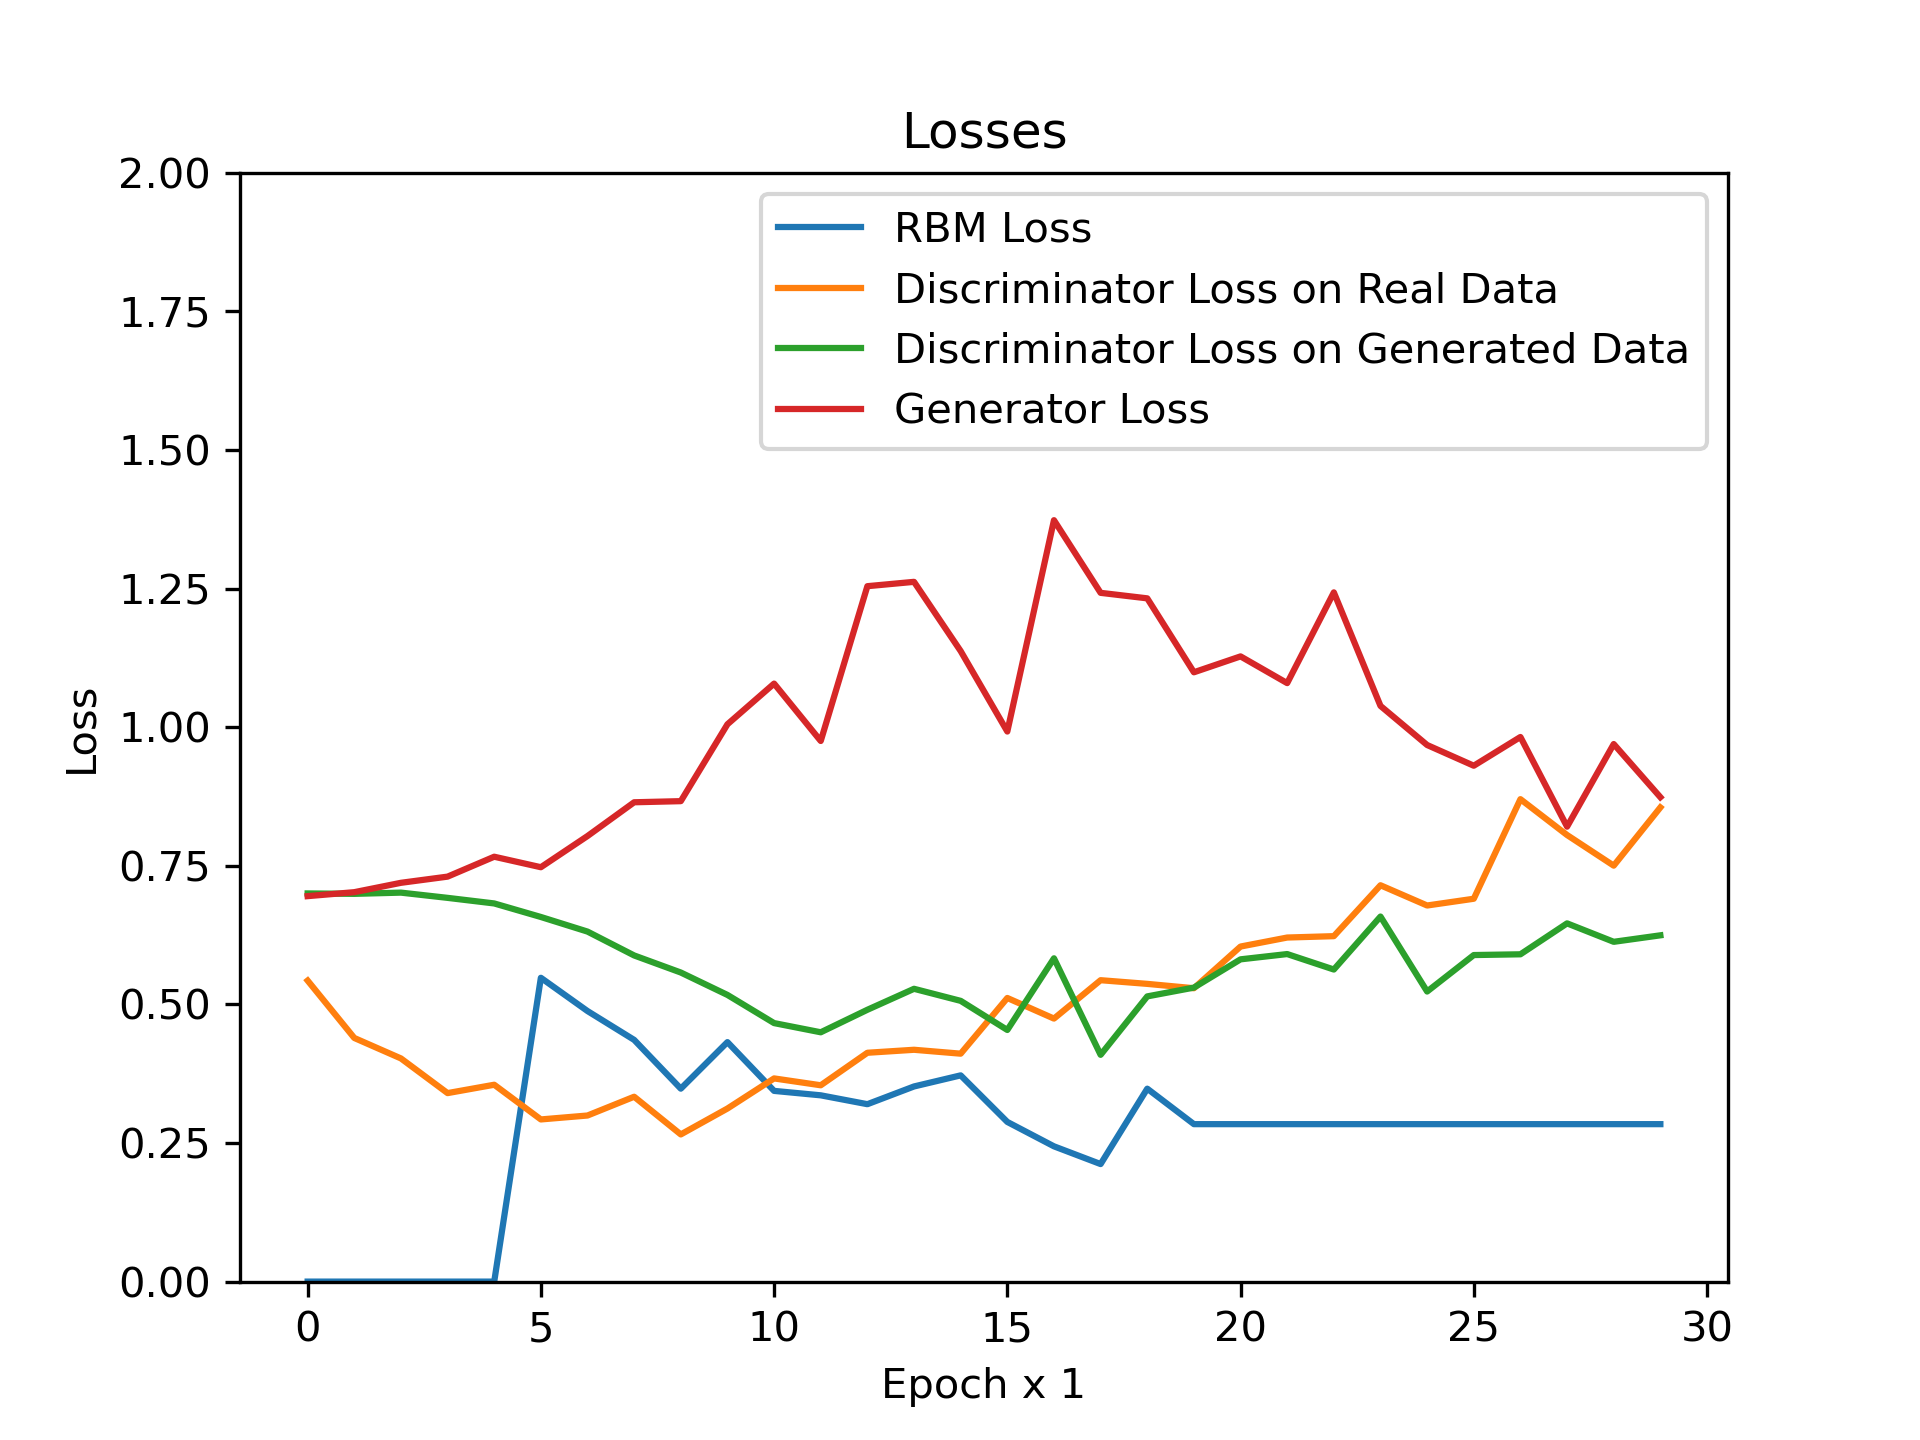 Losses
2.00
1.75
1.50
1.25
1.00
0.75
0.50
0.25
0.00
Loss
RBM Loss
Discriminator Loss on Real Data
Discriminator Loss on Generated Data
Generator Loss
0 5 10 15 20 25 30
Epoch x 1